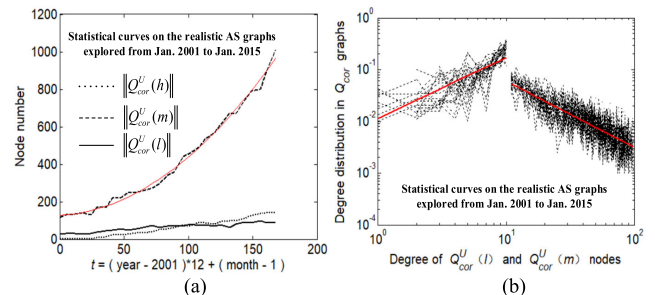 1200
1000
800
600
400
200
0
Node number
Statistical curves on the realistic AS graphs
explored from Jan. 2001 to Jan. 2015
‖Q^U_cor(h)‖
‖Q^U_cor(m)‖
‖Q^U_cor(l)‖
0 50 100 150 200
t = ( year - 2001 )*12 + ( month - 1 )
(a)
Degree distribution in Q_cor graphs
10^0
10^-1
10^-2
10^-3
10^-4
Statistical curves on the realistic AS graphs
explored from Jan. 2001 to Jan. 2015
10^0 10^1 10^2
Degree of Q^U_cor (l) and Q^U_cor (m) nodes
(b)